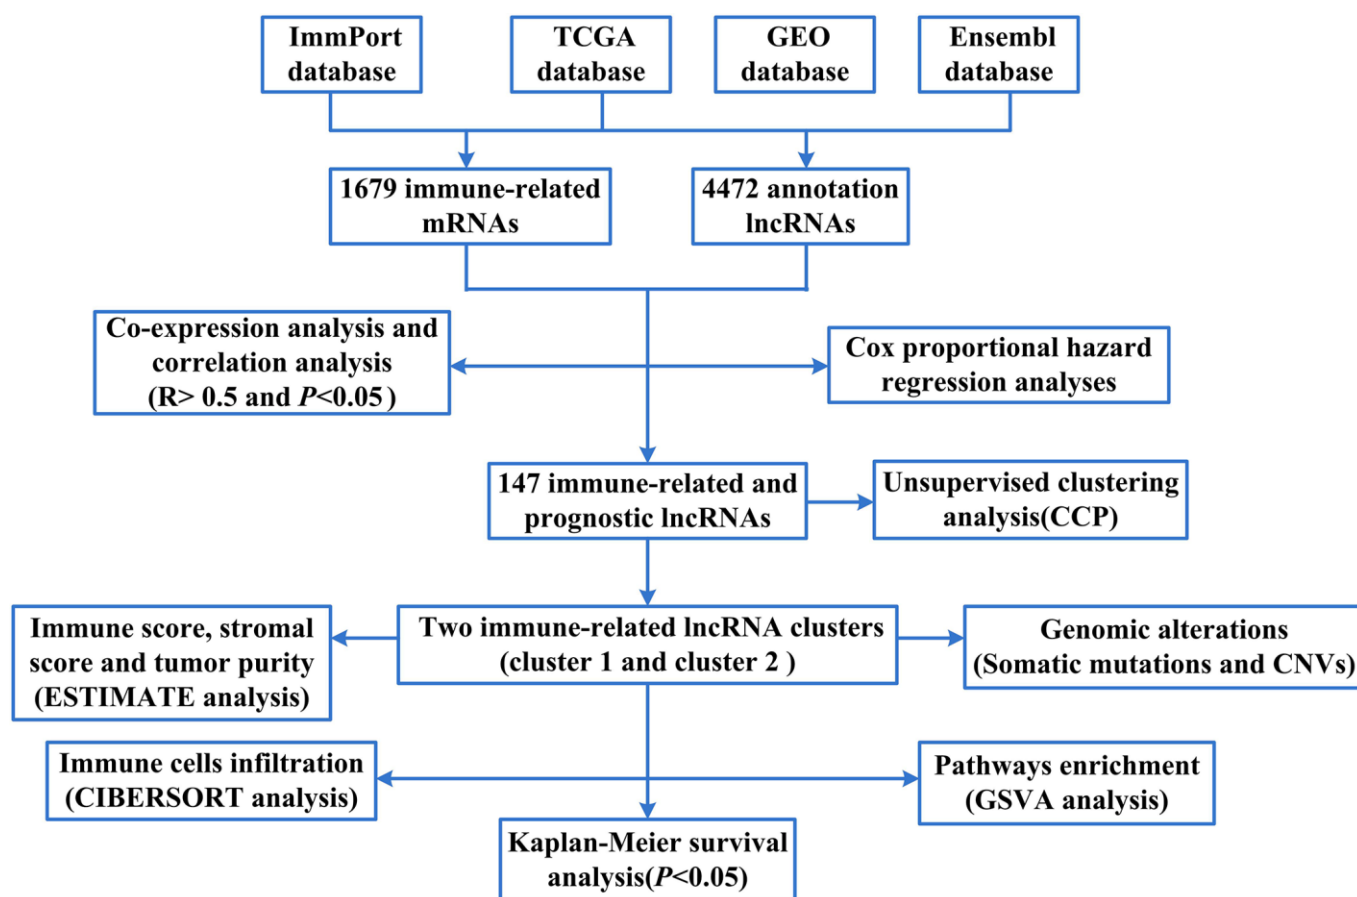 ImmPort
database
TCGA
database
GEO
database
Ensembl
database
1679 immune-related
mRNAs
4472 annotation
lncRNAs
Co-expression analysis and
correlation analysis
(R> 0.5 and P<0.05 )
Cox proportional hazard
regression analyses
147 immune-related and
prognostic lncRNAs
Unsupervised clustering
analysis(CCP)
Immune score, stromal
score and tumor purity
(ESTIMATE analysis)
Two immune-related lncRNA clusters
(cluster 1 and cluster 2 )
Genomic alterations
(Somatic mutations and CNVs)
Immune cells infiltration
(CIBERSORT analysis)
Pathways enrichment
(GSVA analysis)
Kaplan-Meier survival
analysis(P<0.05)